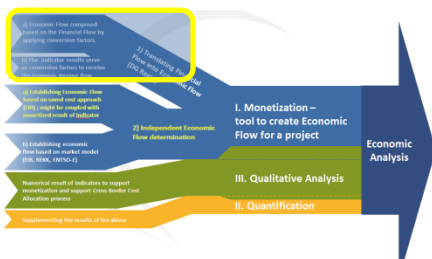 a) Economic Flow composed
based on the Financial Flow by
applying conversion factors.
b) The indicator results serve
as conversion factors to receive
the Economic income flow
1) Translating Financial
Flow into Economic Flow
(DG
a) Establishing Economic Flow
based on saved cost approach
(EIB) ; might be coupled with
monetized result of Indicator
2) Independent Economic
Flow determination
b) Establishing economic
flow based on market model
(EIB, REKK, ENTSO-E)
Numerical result of indicators to support
monetization and support Cross Border Cost
Allocation process
Supplementing the results of the above
I. Monetization –
tool to create Economic
Flow for a project
III. Qualitative Analysis
II. Quantification
Economic
Analysis